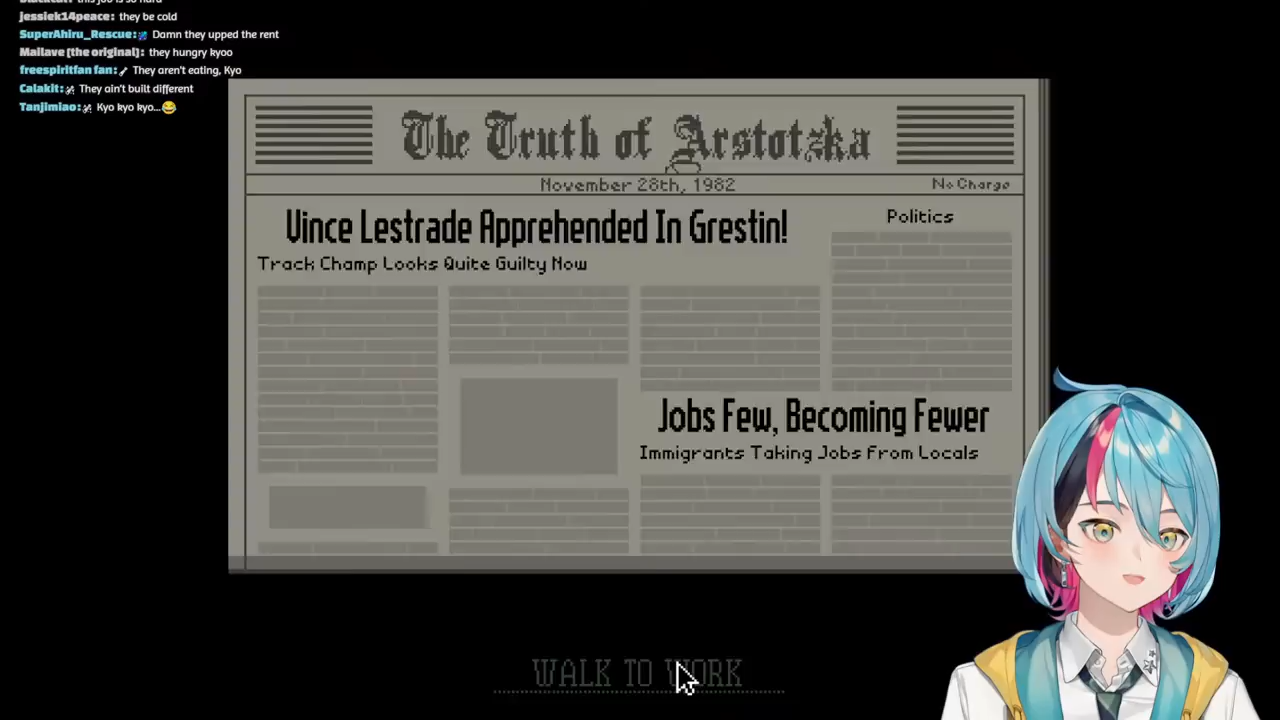 jessiek14peace: they be cold
SuperAhiru_Rescue: Damn they upped the rent
Mailave (the original): they hungry kyoo
freespiritfan fan: They aren't eating, Kyo
Calakit: They ain't built different
Tanjimiao: Kyo kyo kyo...😂
The Truth of Arstotzka
November 28th, 1982
No Charge
Vince Lestrade Apprehended In Grestin!
Track Champ Looks Quite Guilty Now
Politics
Jobs Few, Becoming Fewer
Immigrants Taking Jobs From Locals
WALK TO WORK